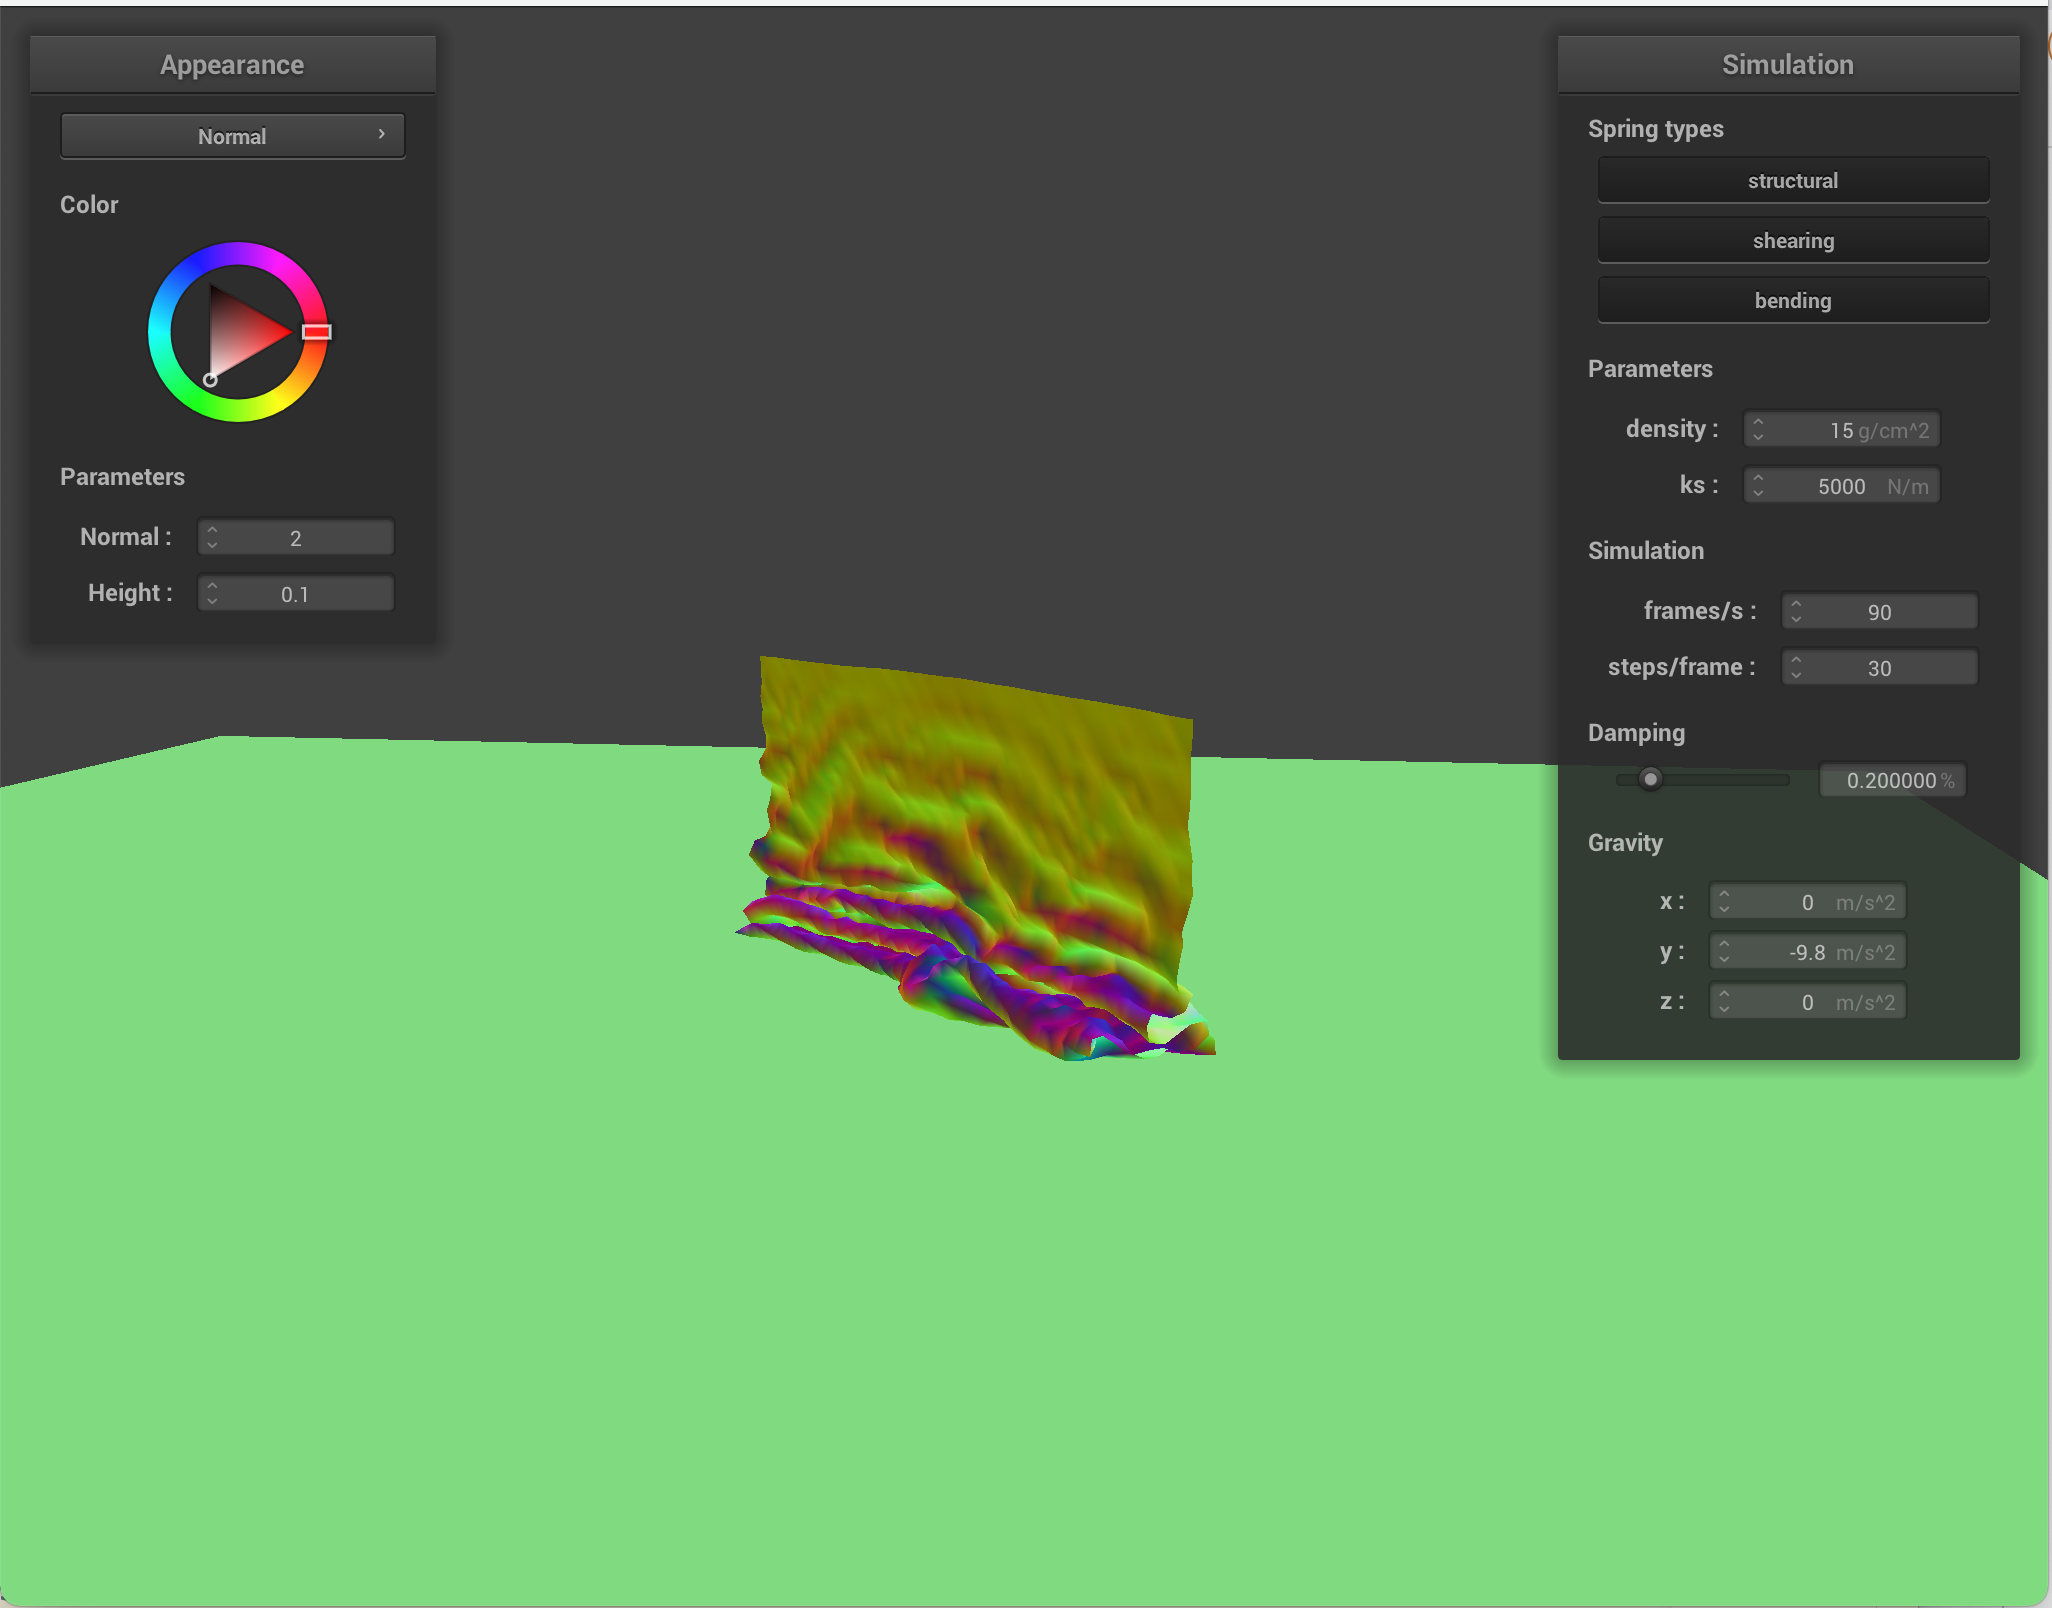 Appearance
Normal
Color
Parameters
Normal : 2
Height : 0.1
Simulation
Spring types
structural
shearing
bending
Parameters
density : 15 g/cm^2
ks : 5000 N/m
Simulation
frames/s : 90
steps/frame : 30
Damping
0.200000 %
Gravity
x : 0 m/s^2
y : -9.8 m/s^2
z : 0 m/s^2